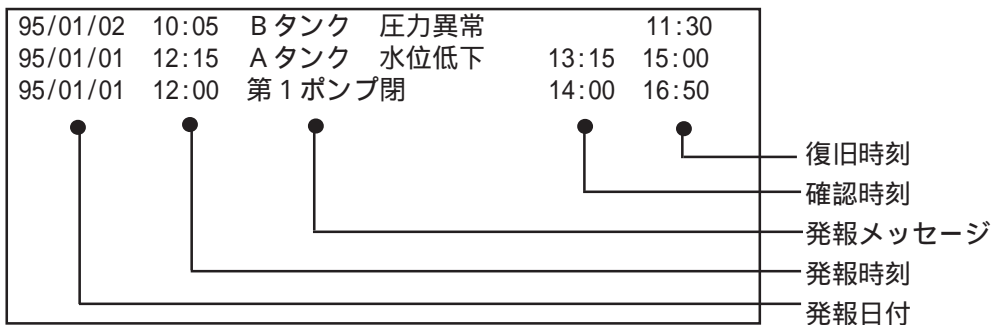 95/01/02 10:05 Bタンク 圧力異常 11:30
95/01/01 12:15 Aタンク 水位低下 13:15 15:00
95/01/01 12:00 第1ポンプ閉 14:00 16:50
復旧時刻
確認時刻
発報メッセージ
発報時刻
発報日付